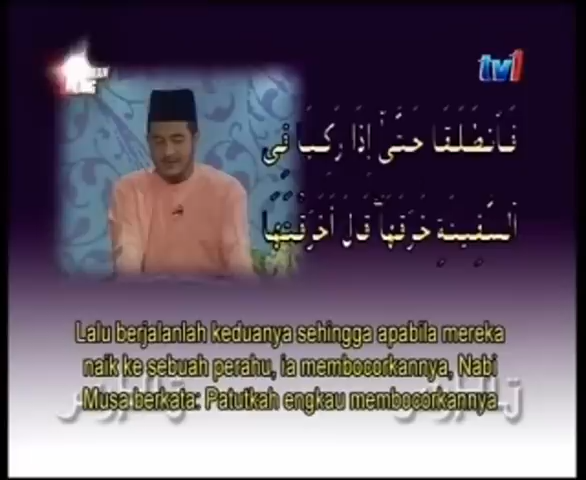 tv1
فَٱنطَلَقَا حَتَّىٰٓ إِذَا رَكِبَا فِى
ٱلسَّفِينَةِ خَرَقَهَا ۖ قَالَ أَخَرَقْتَهَا
Lalu berjalanlah keduanya sehingga apabila mereka
naik ke sebuah perahu, ia membocorkannya, Nabi
Musa berkata: Patutkah engkau membocorkannya